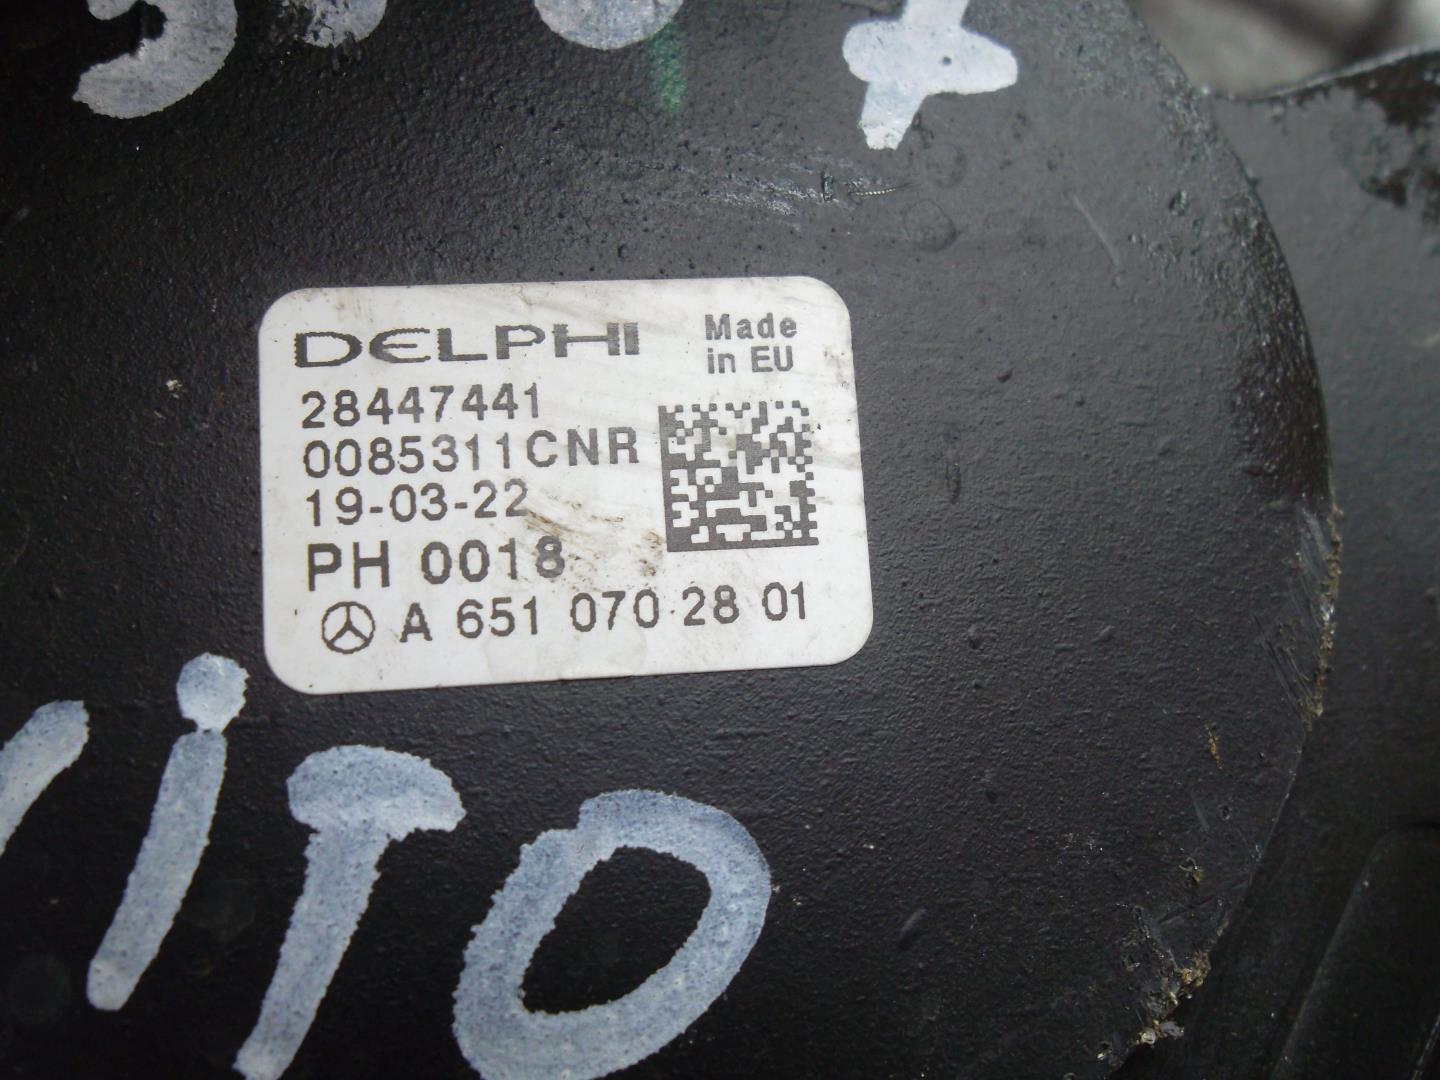 DELPHI
Made
in EU
28447441
0085311CNR
19-03-22
PH 0018
A 651 070 28 01
ViTO